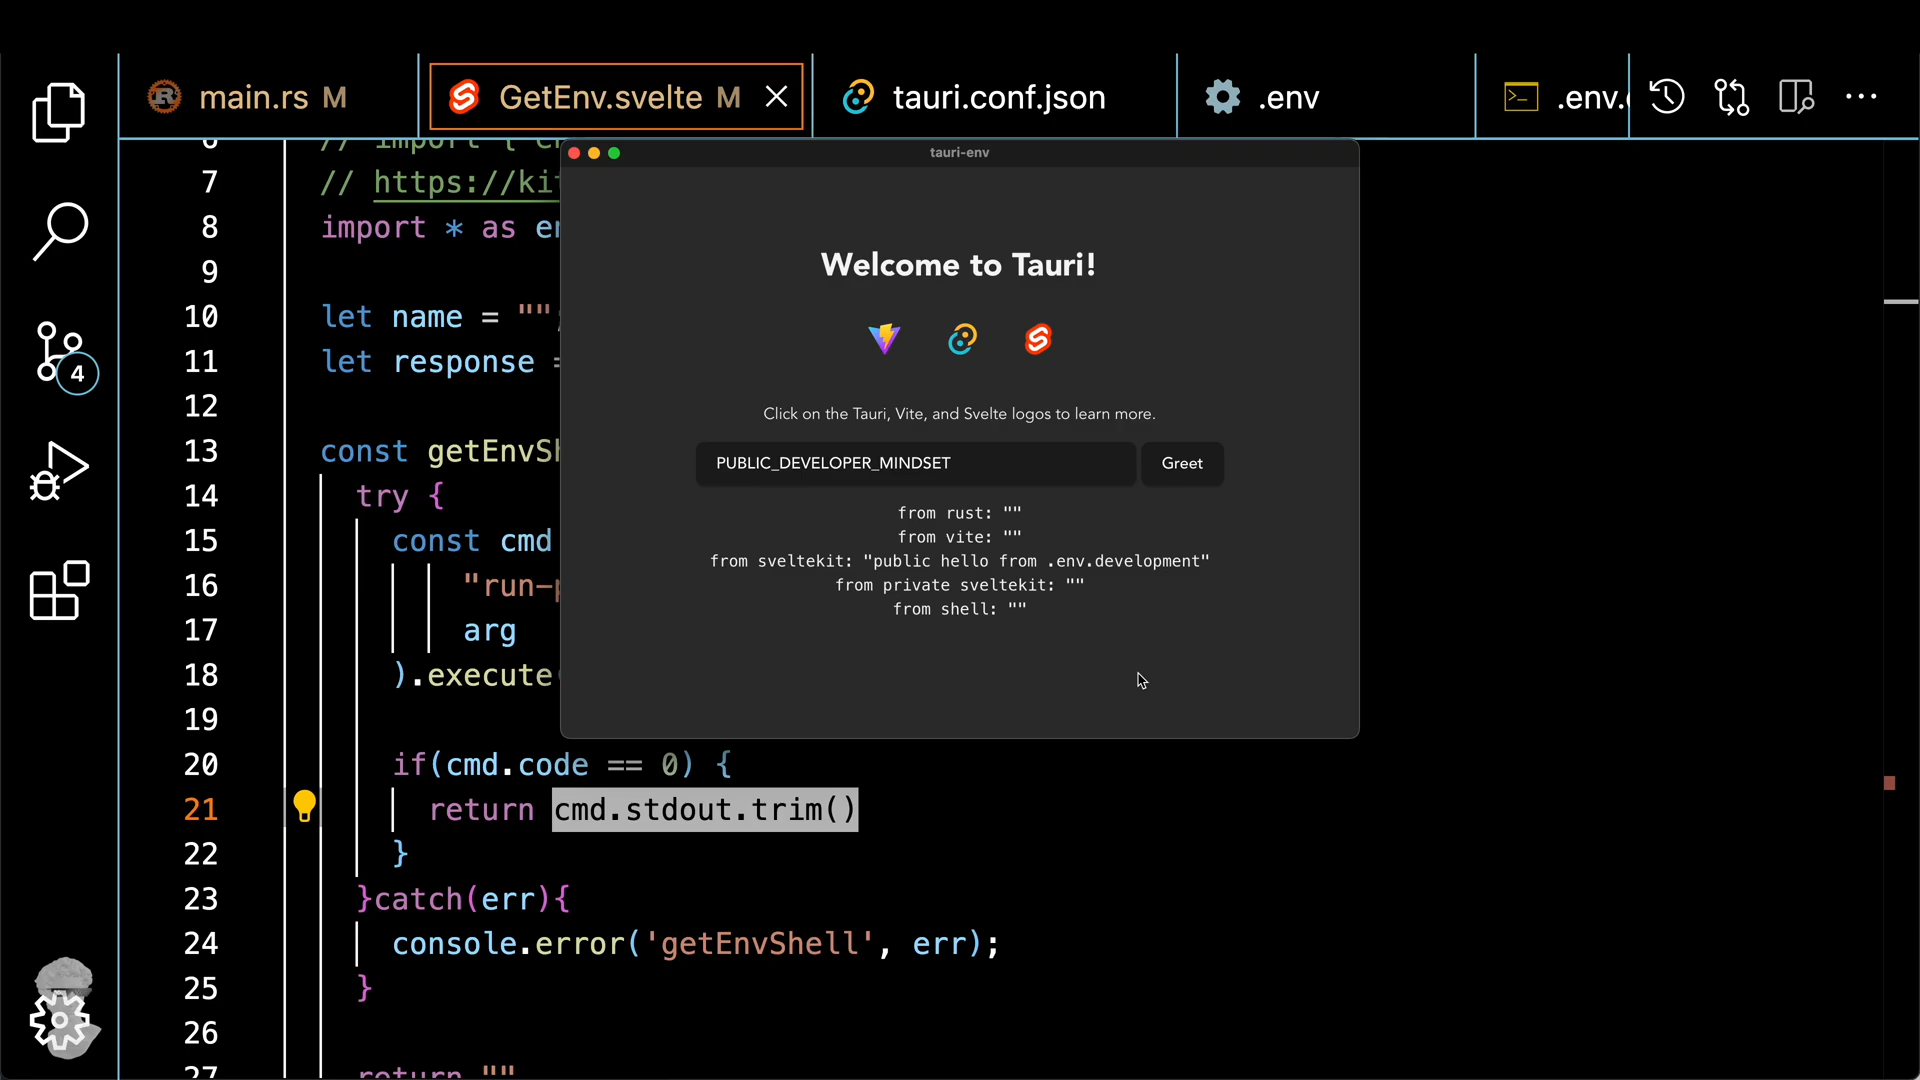 main.rs M
GetEnv.svelte M
tauri.conf.json
.env
.env.
tauri-env
7 // https://ki
8 import * as en
9
10 let name = "";
11 let response =
12
13 const getEnvSh
14 try {
15 const cmd
16 "run-
17 arg
18 ).execute
19
20 if(cmd.code == 0) {
21 return cmd.stdout.trim()
22 }
23 }catch(err){
24 console.error('getEnvShell', err);
25 }
26
27 return ""
4
Welcome to Tauri!
Click on the Tauri, Vite, and Svelte logos to learn more.
PUBLIC_DEVELOPER_MINDSET
Greet
from rust: ""
from vite: ""
from sveltekit: "public hello from .env.development"
from private sveltekit: ""
from shell: ""